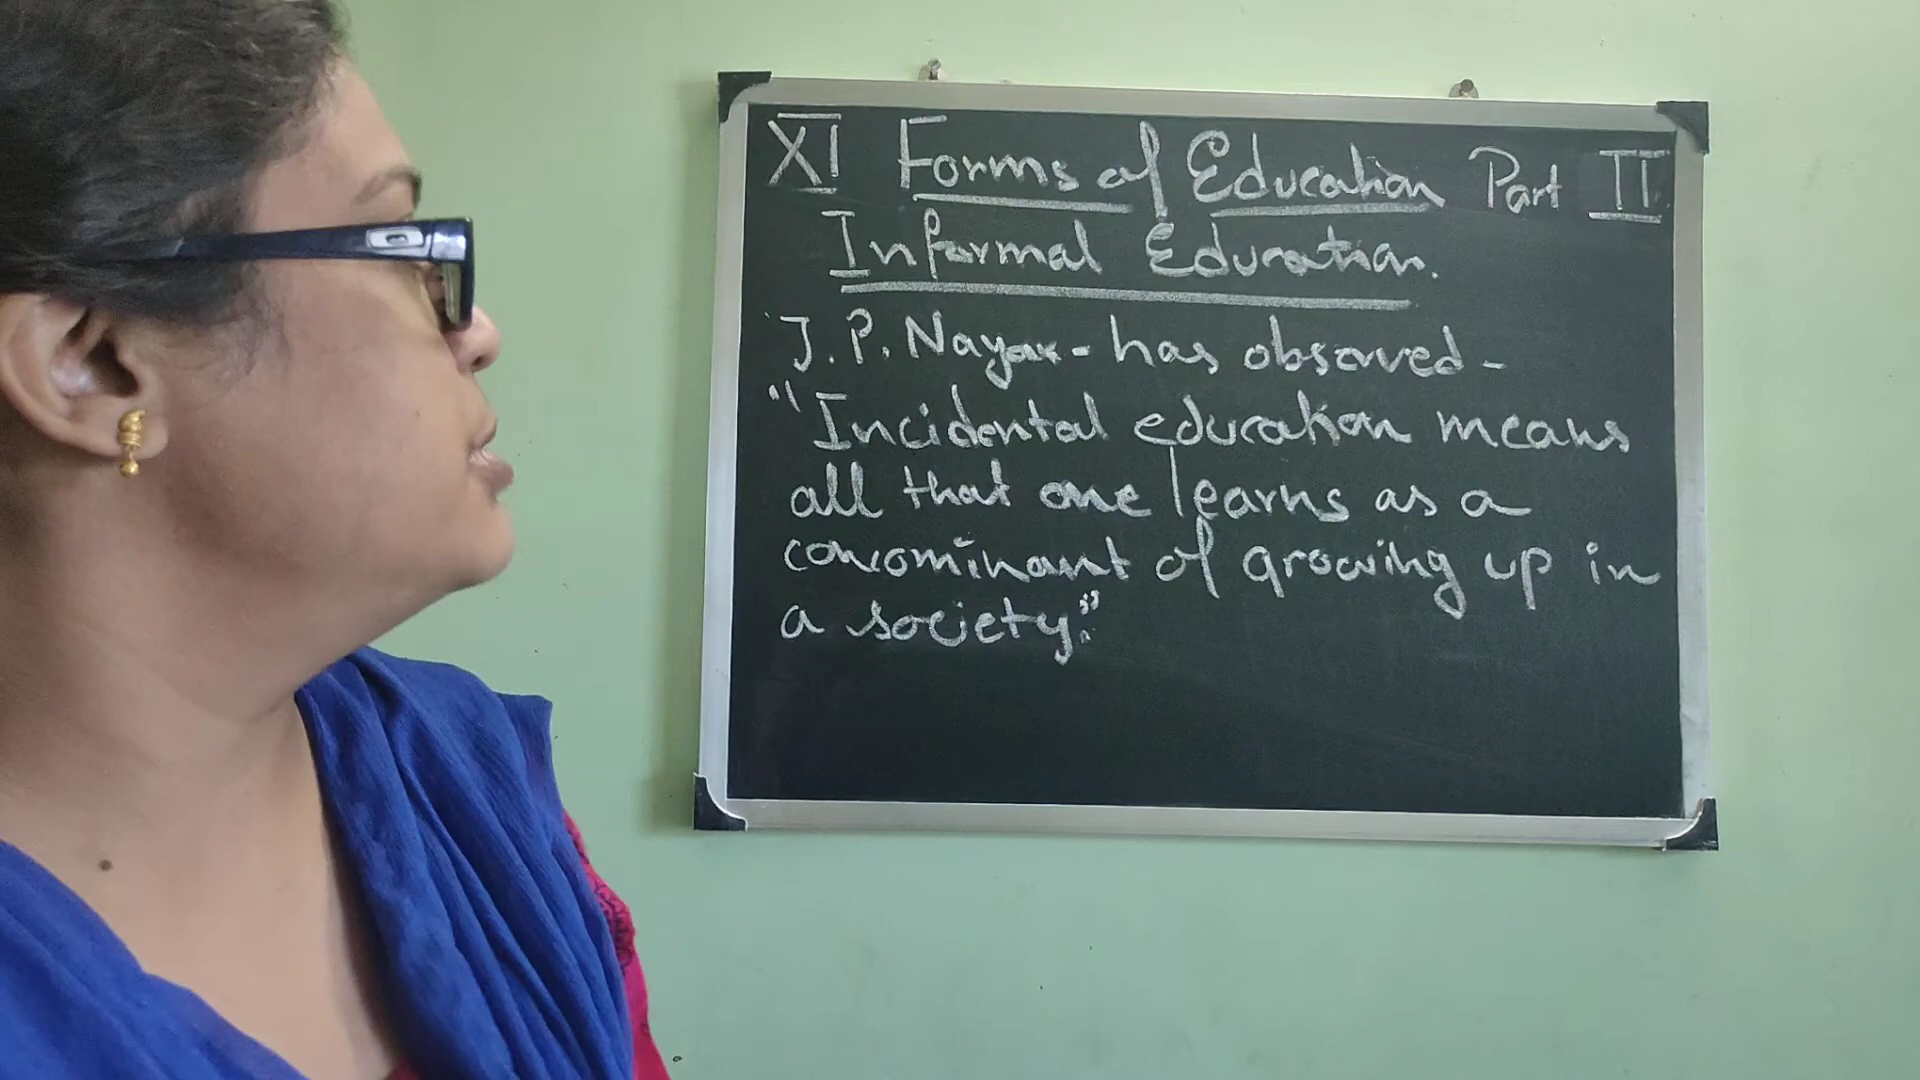 XI Forms of Education Part II
Informal Education.
J. P. Nayak - has observed -
"Incidental education means
all that one learns as a
concominant of growing up in
a society."